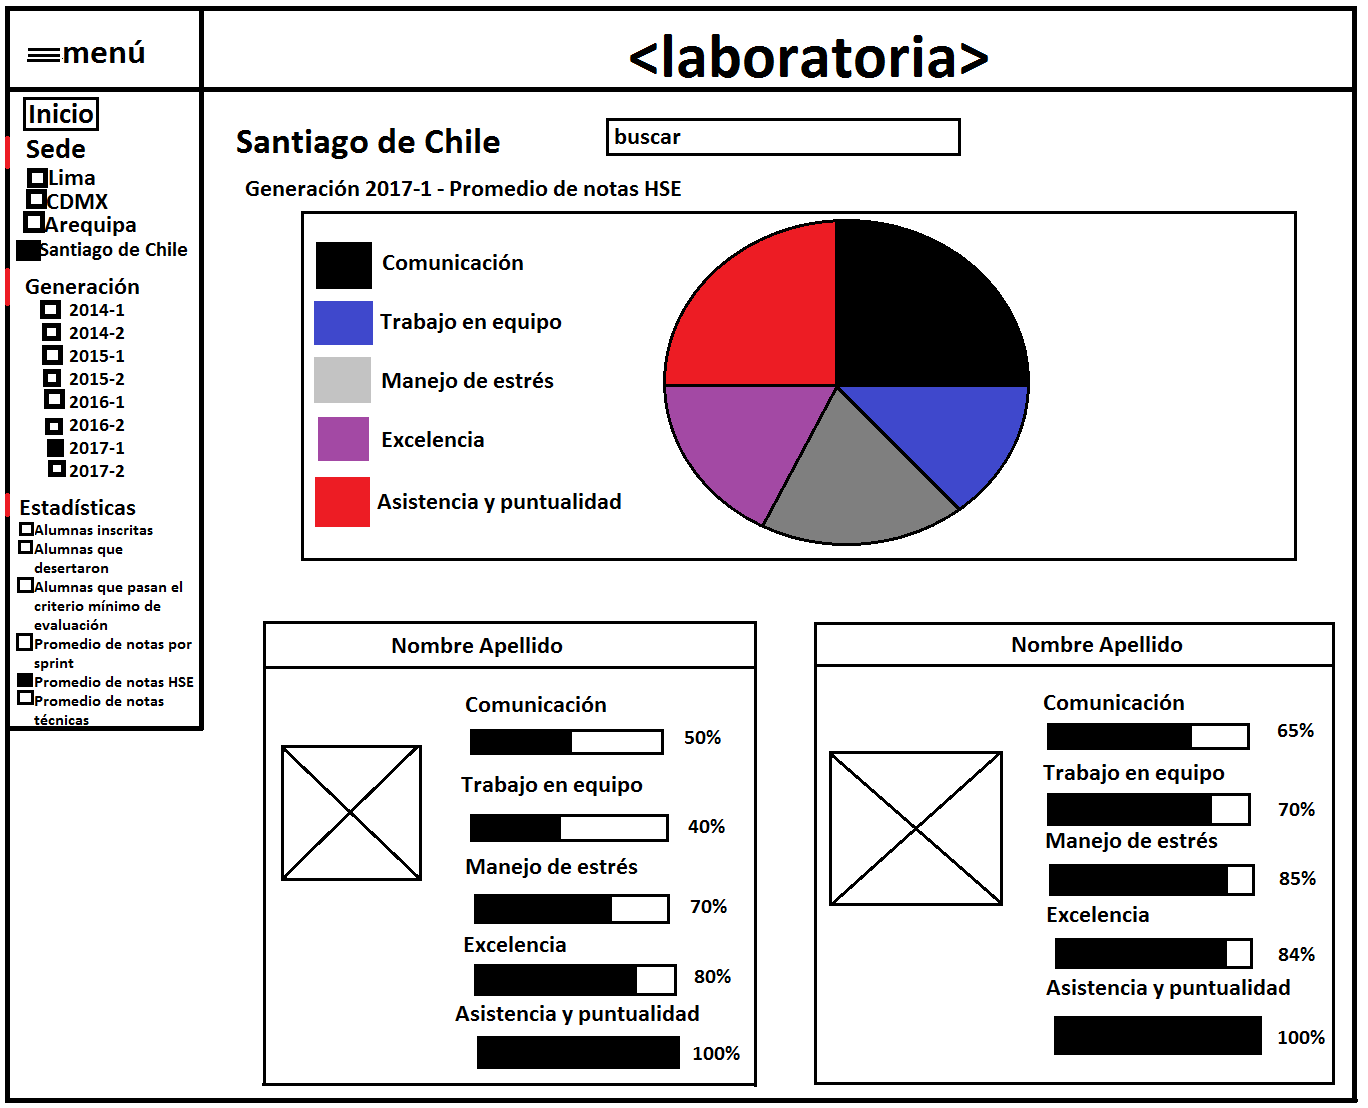 menú
<laboratoria>
Inicio
Sede
Lima
CDMX
Arequipa
Santiago de Chile
Generación
2014-1
2014-2
2015-1
2015-2
2016-1
2016-2
2017-1
2017-2
Estadísticas
Alumnas inscritas
Alumnas que
desertaron
Alumnas que pasan el
criterio mínimo de
evaluación
Promedio de notas por
sprint
Promedio de notas HSE
Promedio de notas
técnicas
Santiago de Chile
buscar
Generación 2017-1 - Promedio de notas HSE
Comunicación
Trabajo en equipo
Manejo de estrés
Excelencia
Asistencia y puntualidad
Nombre Apellido
Comunicación
50%
Trabajo en equipo
40%
Manejo de estrés
70%
Excelencia
80%
Asistencia y puntualidad
100%
Nombre Apellido
Comunicación
65%
Trabajo en equipo
70%
Manejo de estrés
85%
Excelencia
84%
Asistencia y puntualidad
100%